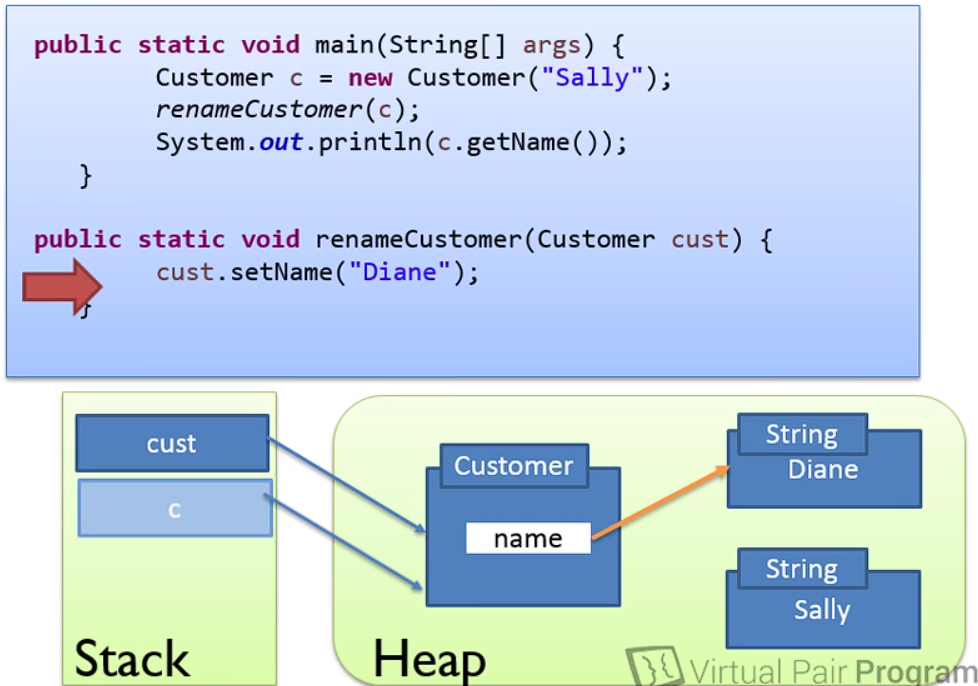 public static void main(String[] args) {
Customer c = new Customer("Sally");
renameCustomer(c);
System.out.println(c.getName());
}
public static void renameCustomer(Customer cust) {
cust.setName("Diane");
}
cust
c
Stack
Customer
name
String
Diane
String
Sally
Heap
Virtual Pair Program